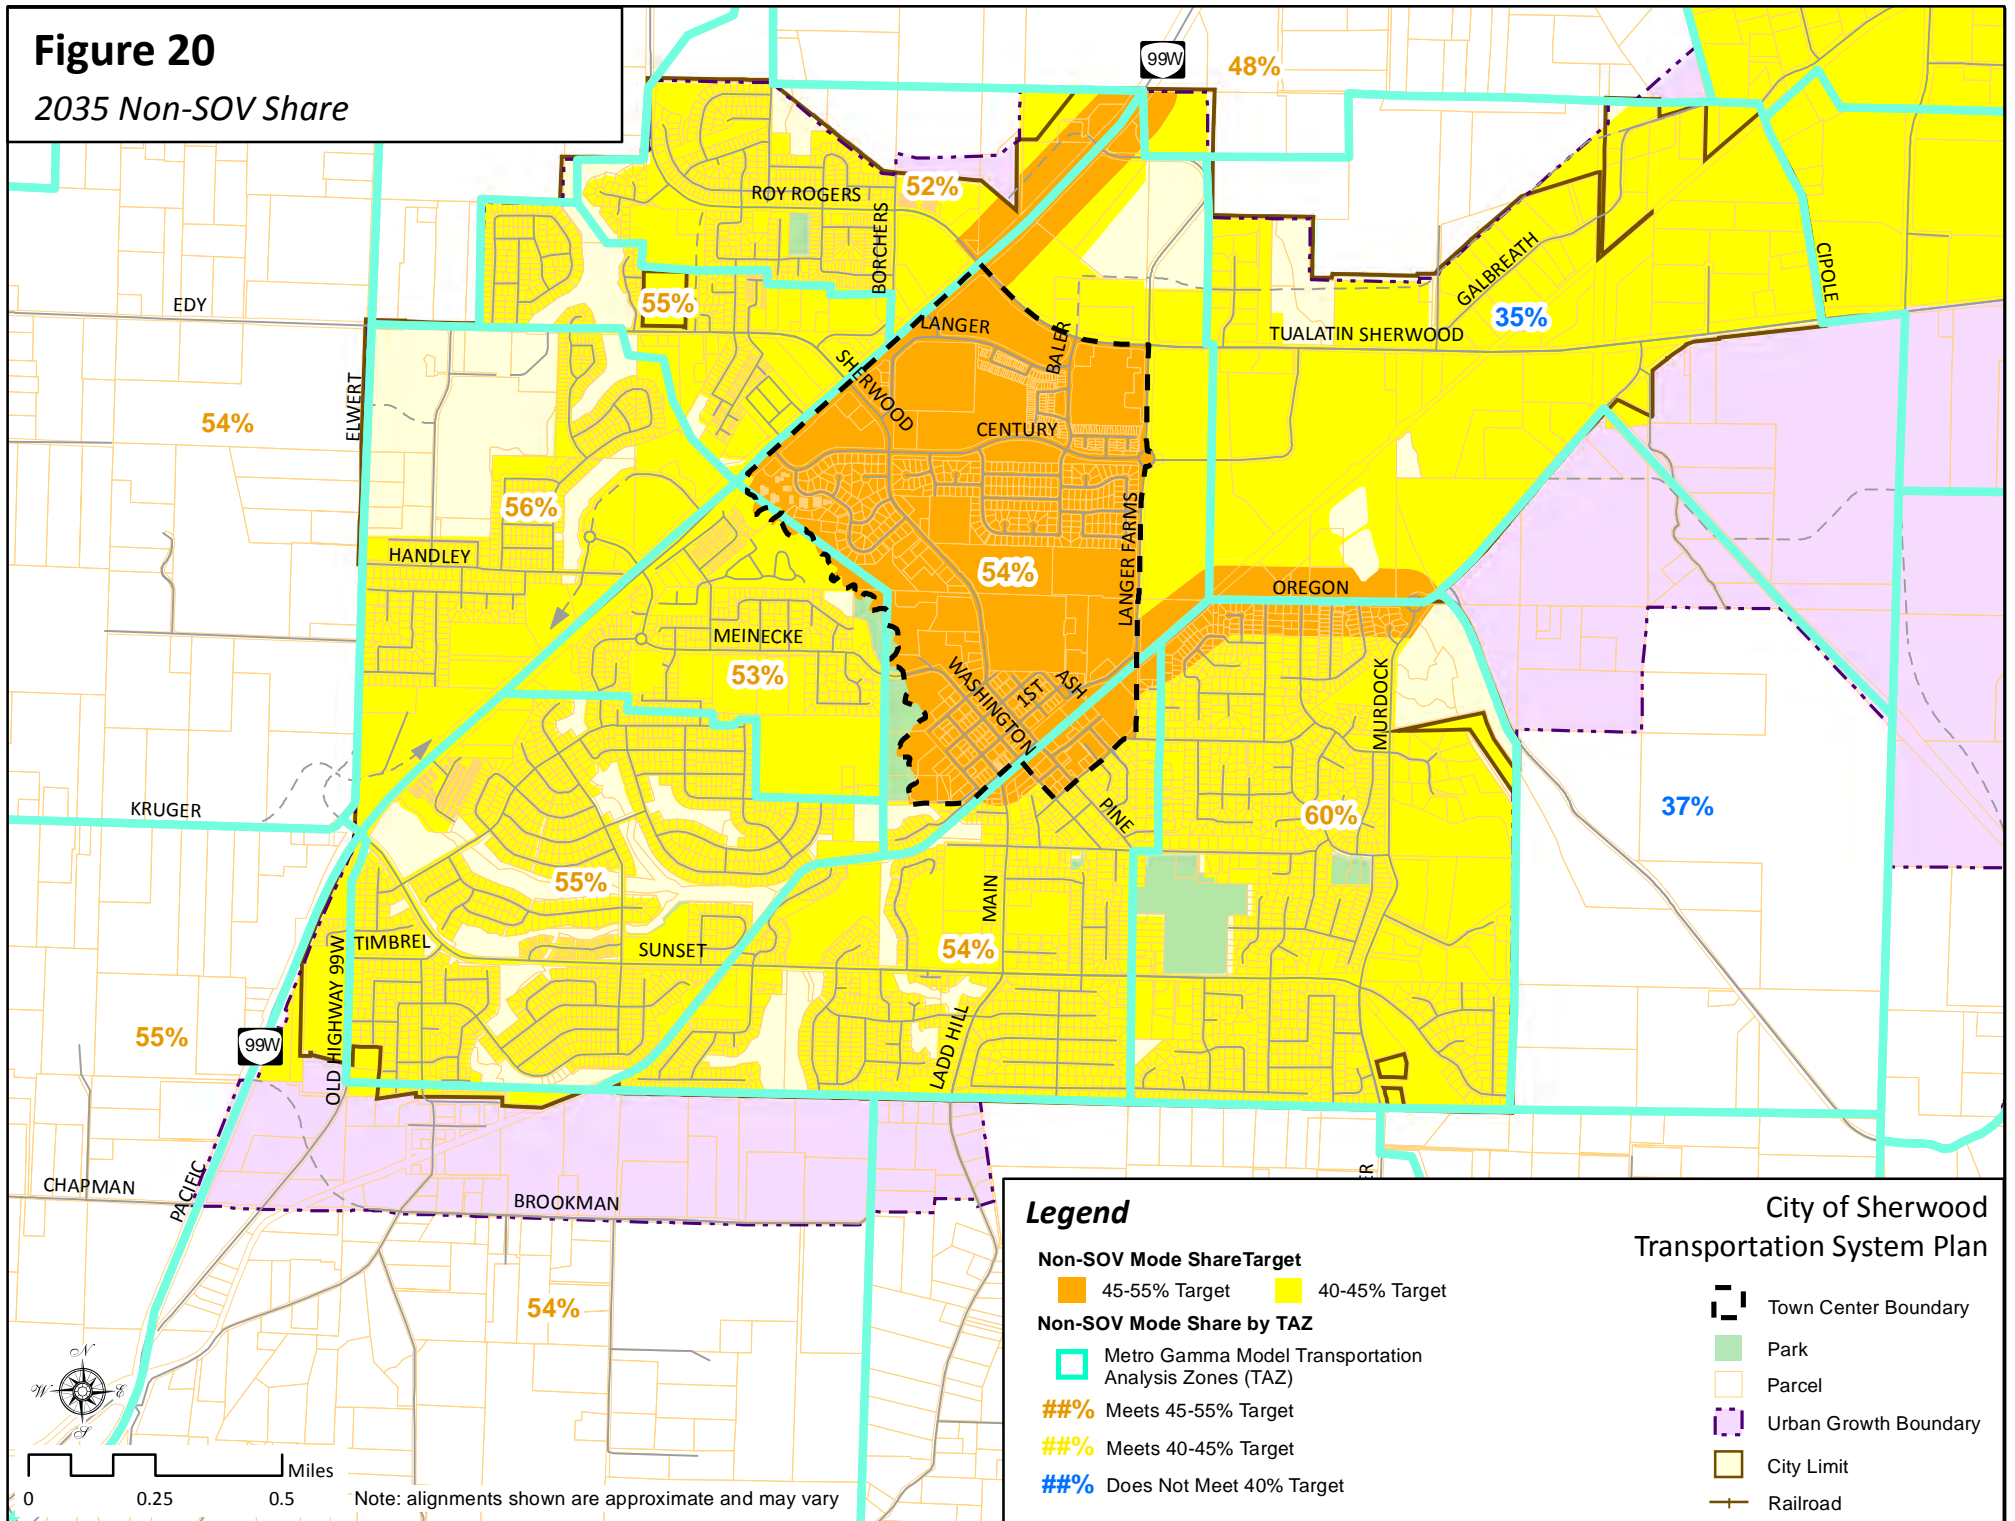 Figure 20
2035 Non-SOV Share
99W
48%
ROY ROGERS
52%
BORCHERS
GALBREATH
CIPOLE
EDY
55%
35%
LANGER
BALER
TUALATIN SHERWOOD
SHERWOOD
ELWERT
54%
CENTURY
56%
LANGER FARMS
HANDLEY
54%
OREGON
MEINECKE
53%
WASHINGTON
1ST
ASH
MURDOCK
KRUGER
PINE
60%
37%
55%
MAIN
TIMBREL
SUNSET
54%
OLD HIGHWAY 99W
55%
99W
LADD HILL
CHAPMAN
PACIFIC
BROOKMAN
ER
54%
N
W
E
S
Miles
0
0.25
0.5
Note: alignments shown are approximate and may vary
Legend
Non-SOV Mode ShareTarget
45-55% Target
40-45% Target
Non-SOV Mode Share by TAZ
Metro Gamma Model Transportation
Analysis Zones (TAZ)
##% Meets 45-55% Target
##% Meets 40-45% Target
##% Does Not Meet 40% Target
City of Sherwood
Transportation System Plan
Town Center Boundary
Park
Parcel
Urban Growth Boundary
City Limit
Railroad